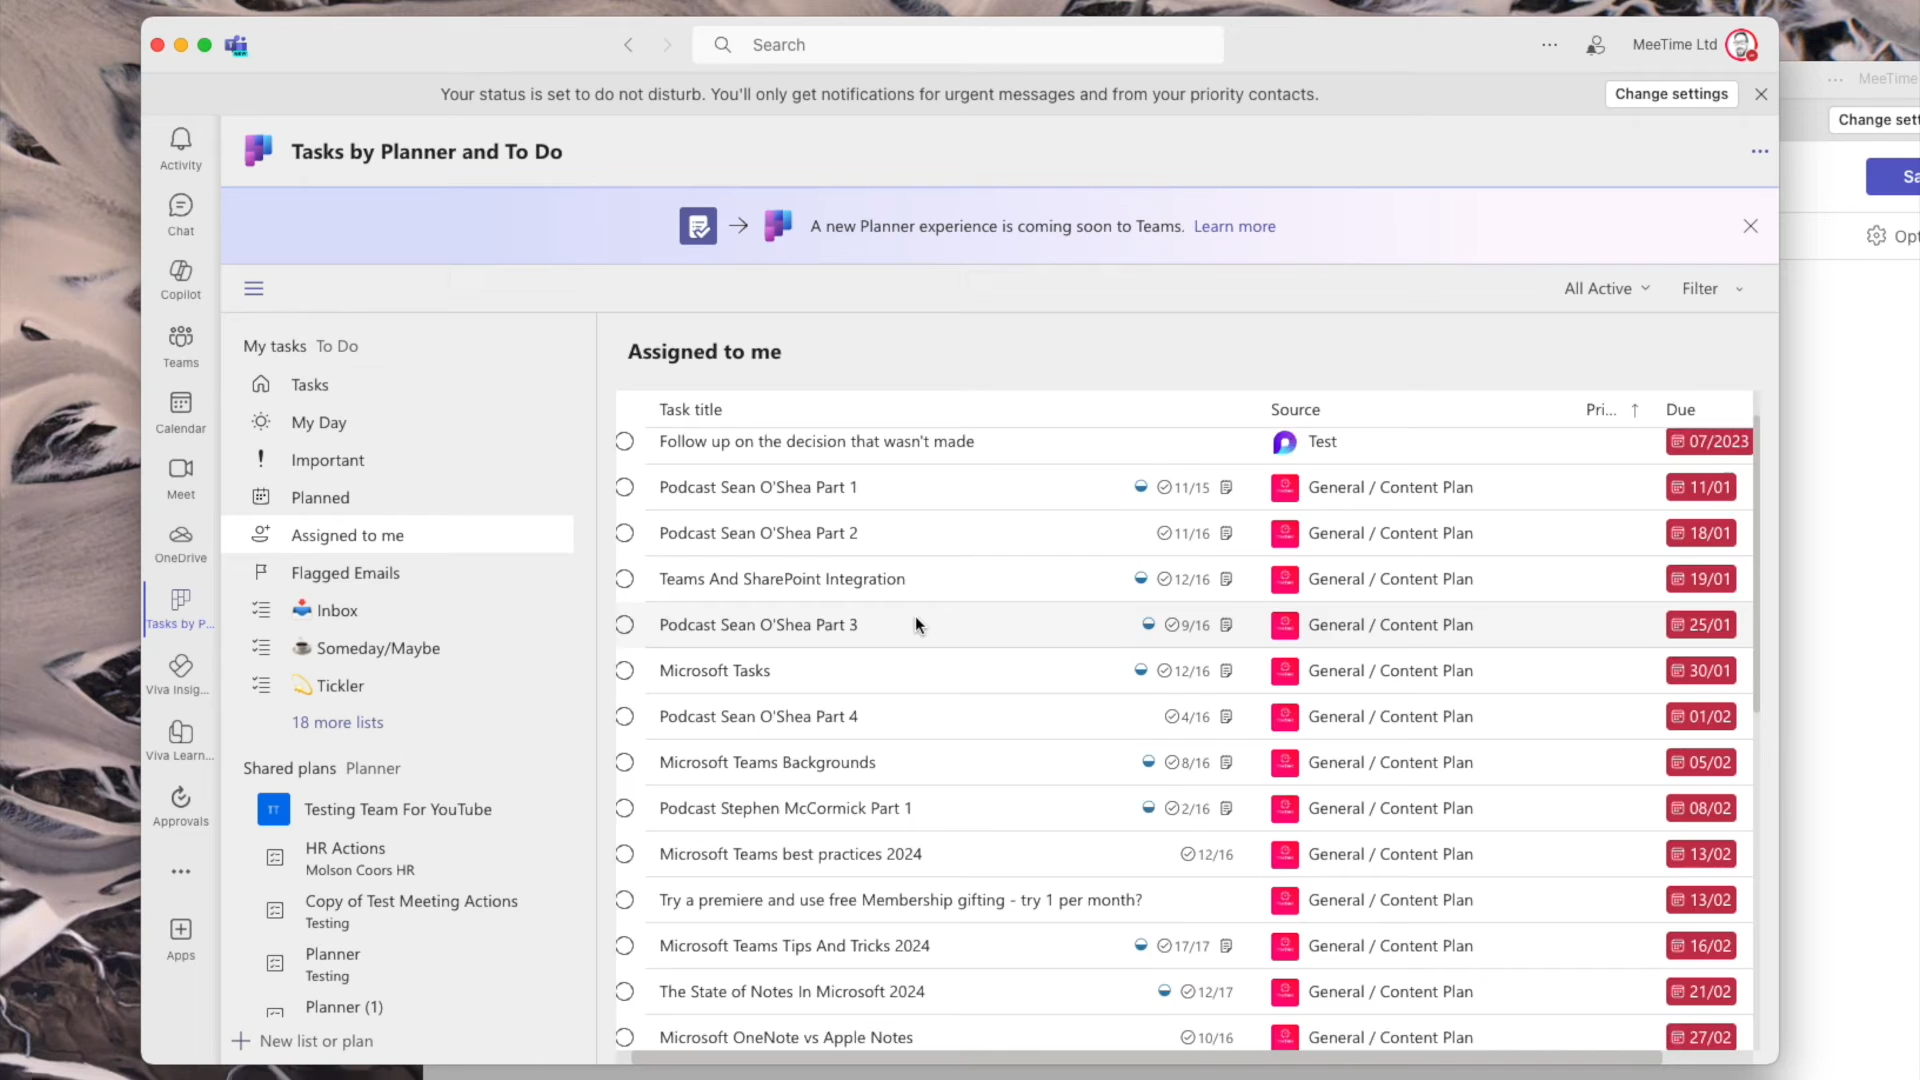 Search
MeeTime Ltd
MeeTime
Your status is set to do not disturb. You'll only get notifications for urgent messages and from your priority contacts.
Change settings
Change sett
Activity
Chat
Copilot
Teams
Calendar
Meet
OneDrive
Tasks by P...
Viva Insig...
Viva Learn...
Approvals
Apps
Tasks by Planner and To Do
Sa
A new Planner experience is coming soon to Teams. Learn more
Opt
All Active
Filter
My tasks To Do
Tasks
My Day
Important
Planned
Assigned to me
Flagged Emails
Inbox
Someday/Maybe
Tickler
18 more lists
Shared plans Planner
TT Testing Team For YouTube
HR Actions
Molson Coors HR
Copy of Test Meeting Actions
Testing
Planner
Testing
Planner (1)
New list or plan
Assigned to me
Task title Source Pri... ↑ Due
Follow up on the decision that wasn't made Test 07/2023
Podcast Sean O'Shea Part 1 11/15 General / Content Plan 11/01
Podcast Sean O'Shea Part 2 11/16 General / Content Plan 18/01
Teams And SharePoint Integration 12/16 General / Content Plan 19/01
Podcast Sean O'Shea Part 3 9/16 General / Content Plan 25/01
Microsoft Tasks 12/16 General / Content Plan 30/01
Podcast Sean O'Shea Part 4 4/16 General / Content Plan 01/02
Microsoft Teams Backgrounds 8/16 General / Content Plan 05/02
Podcast Stephen McCormick Part 1 2/16 General / Content Plan 08/02
Microsoft Teams best practices 2024 12/16 General / Content Plan 13/02
Try a premiere and use free Membership gifting - try 1 per month? General / Content Plan 13/02
Microsoft Teams Tips And Tricks 2024 17/17 General / Content Plan 16/02
The State of Notes In Microsoft 2024 12/17 General / Content Plan 21/02
Microsoft OneNote vs Apple Notes 10/16 General / Content Plan 27/02